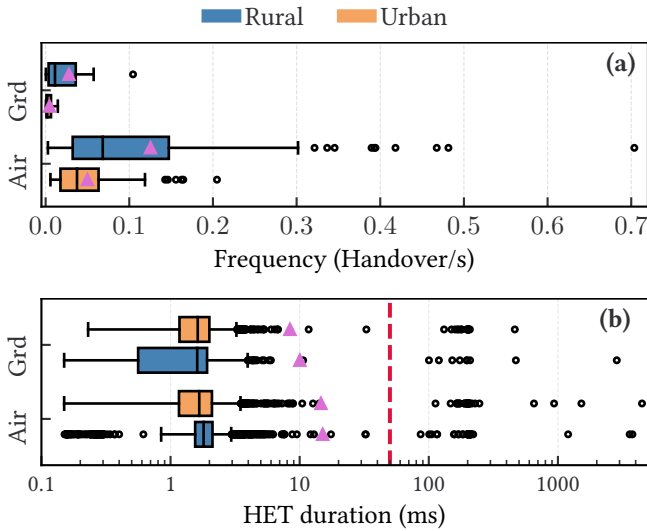 Rural Urban
(a)
Grd
Air
0.0 0.1 0.2 0.3 0.4 0.5 0.6 0.7
Frequency (Handover/s)
(b)
Grd
Air
0.1 1 10 100 1000
HET duration (ms)